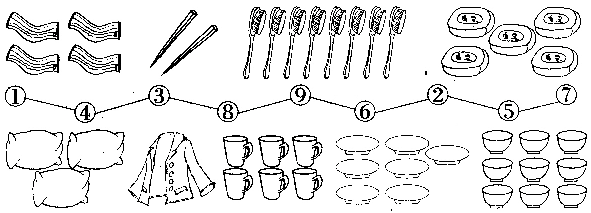 ① ④ ③ ⑧ ⑨ ⑥ ② ⑤ ⑦